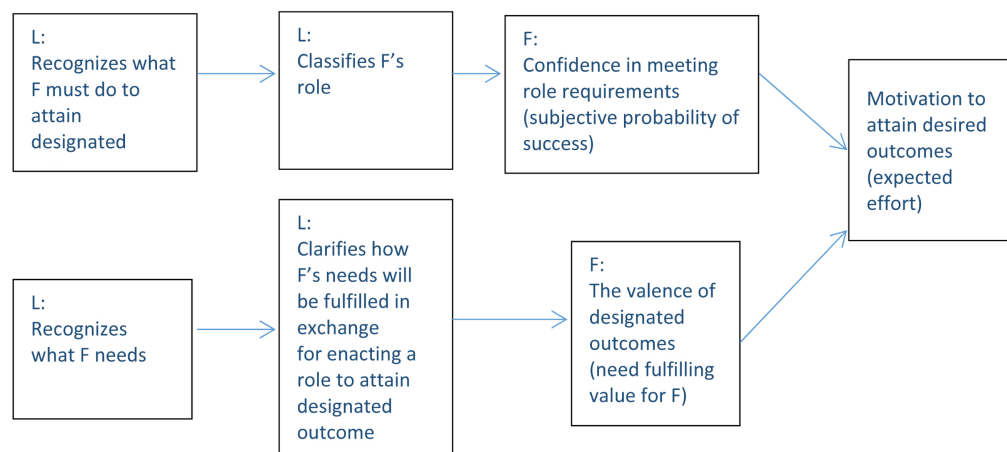 L:
Recognizes what
F must do to
attain
designated
L:
Classifies F's
role
F:
Confidence in meeting
role requirements
(subjective probability of
success)
Motivation to
attain desired
outcomes
(expected
effort)
L:
Recognizes
what F needs
L:
Clarifies how
F's needs will
be fulfilled in
exchange
for enacting a
role to attain
designated
outcome
F:
The valence of
designated
outcomes
(need fulfilling
value for F)